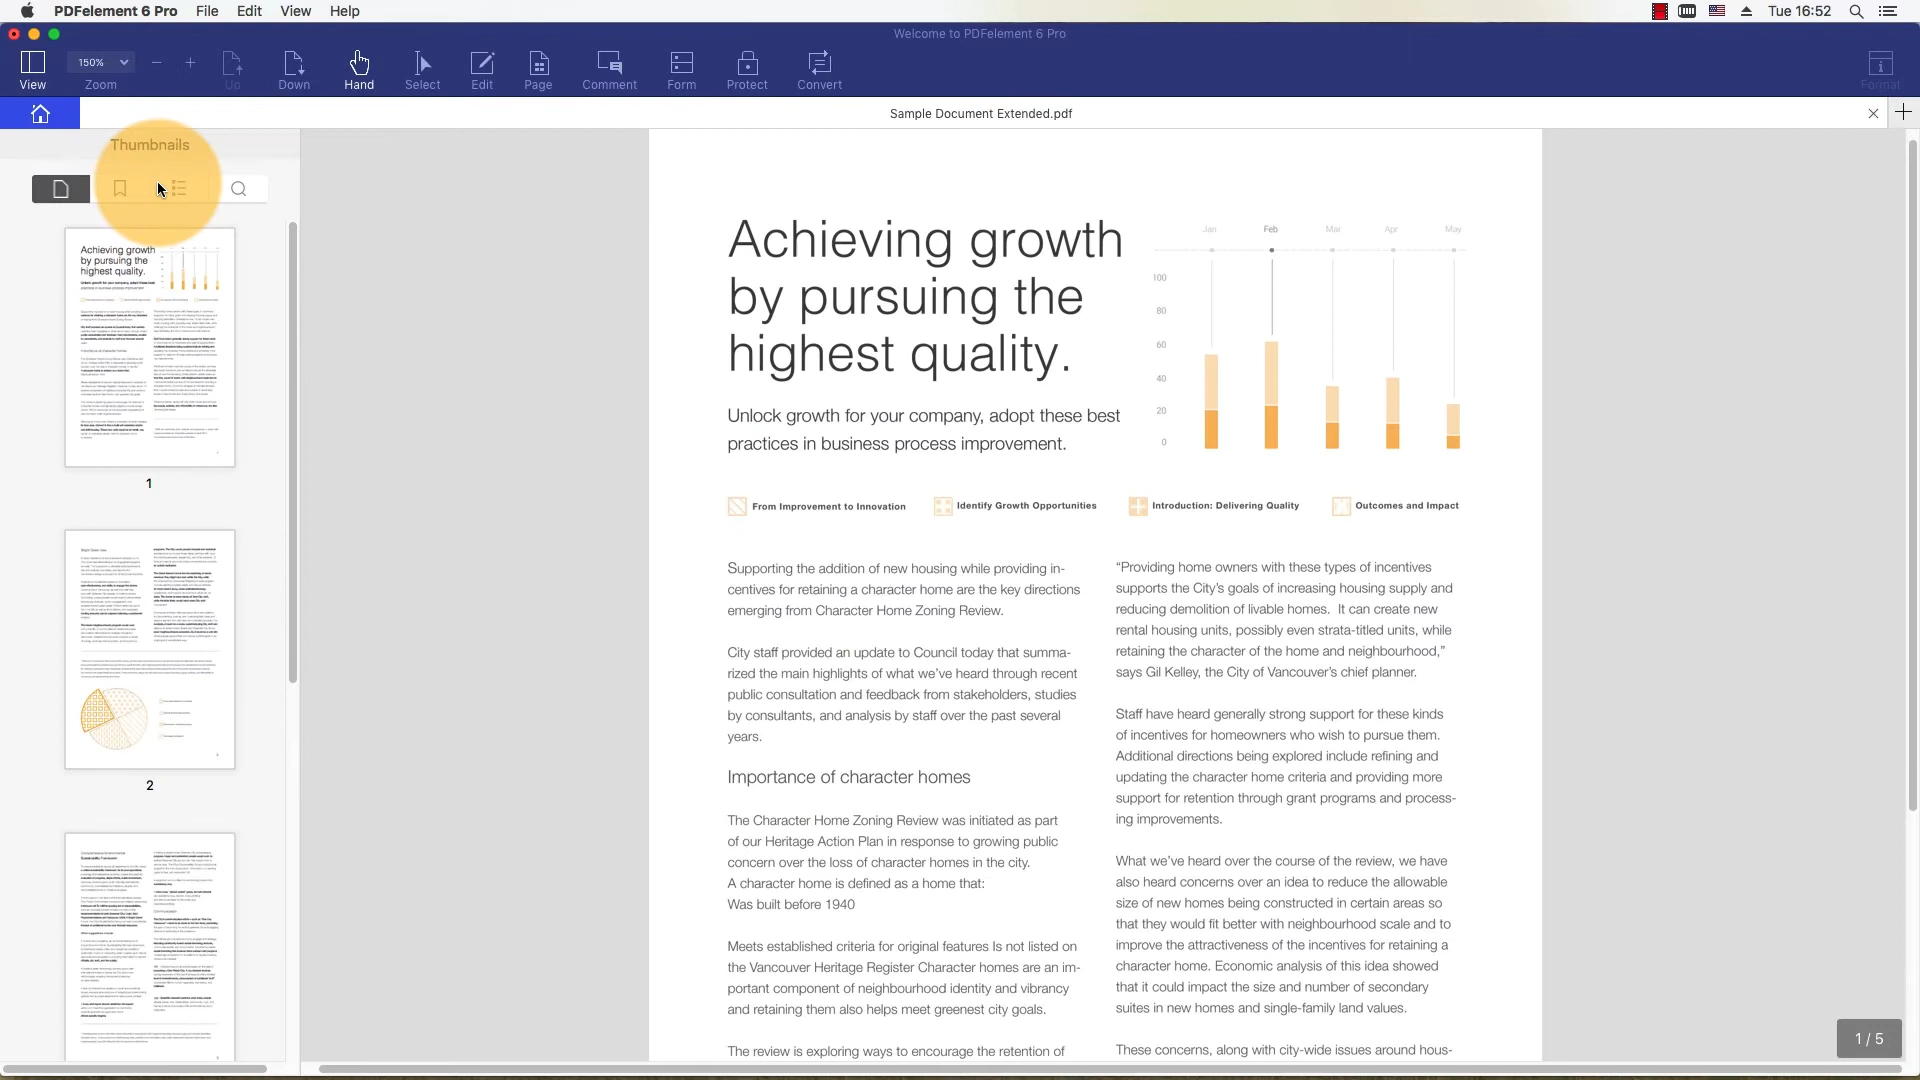 PDFelement 6 Pro File Edit View Help
Tue 16:52
Welcome to PDFelement 6 Pro
150%
View Zoom Up Down Hand Select Edit Page Comment Form Protect Convert Format
Sample Document Extended.pdf
Thumbnails
Achieving growth
by pursuing the
highest quality.
1
2
Achieving growth
by pursuing the
highest quality.
Unlock growth for your company, adopt these best
practices in business process improvement.
Jan Feb Mar Apr May
100
80
60
40
20
0
From Improvement to Innovation Identify Growth Opportunities Introduction: Delivering Quality Outcomes and Impact
Supporting the addition of new housing while providing in-
centives for retaining a character home are the key directions
emerging from Character Home Zoning Review.
City staff provided an update to Council today that summa-
rized the main highlights of what we've heard through recent
public consultation and feedback from stakeholders, studies
by consultants, and analysis by staff over the past several
years.
Importance of character homes
The Character Home Zoning Review was initiated as part
of our Heritage Action Plan in response to growing public
concern over the loss of character homes in the city.
A character home is defined as a home that:
Was built before 1940
Meets established criteria for original features Is not listed on
the Vancouver Heritage Register Character homes are an im-
portant component of neighbourhood identity and vibrancy
and retaining them also helps meet greenest city goals.
The review is exploring ways to encourage the retention of
“Providing home owners with these types of incentives
supports the City’s goals of increasing housing supply and
reducing demolition of livable homes.  It can create new
rental housing units, possibly even strata-titled units, while
retaining the character of the home and neighbourhood,”
says Gil Kelley, the City of Vancouver’s chief planner.
Staff have heard generally strong support for these kinds
of incentives for homeowners who wish to pursue them.
Additional directions being explored include refining and
updating the character home criteria and providing more
support for retention through grant programs and process-
ing improvements.
What we’ve heard over the course of the review, we have
also heard concerns over an idea to reduce the allowable
size of new homes being constructed in certain areas so
that they would fit better with neighbourhood scale and to
improve the attractiveness of the incentives for retaining a
character home. Economic analysis of this idea showed
that it could impact the size and number of secondary
suites in new homes and single-family land values.
These concerns, along with city-wide issues around hous-
1 / 5